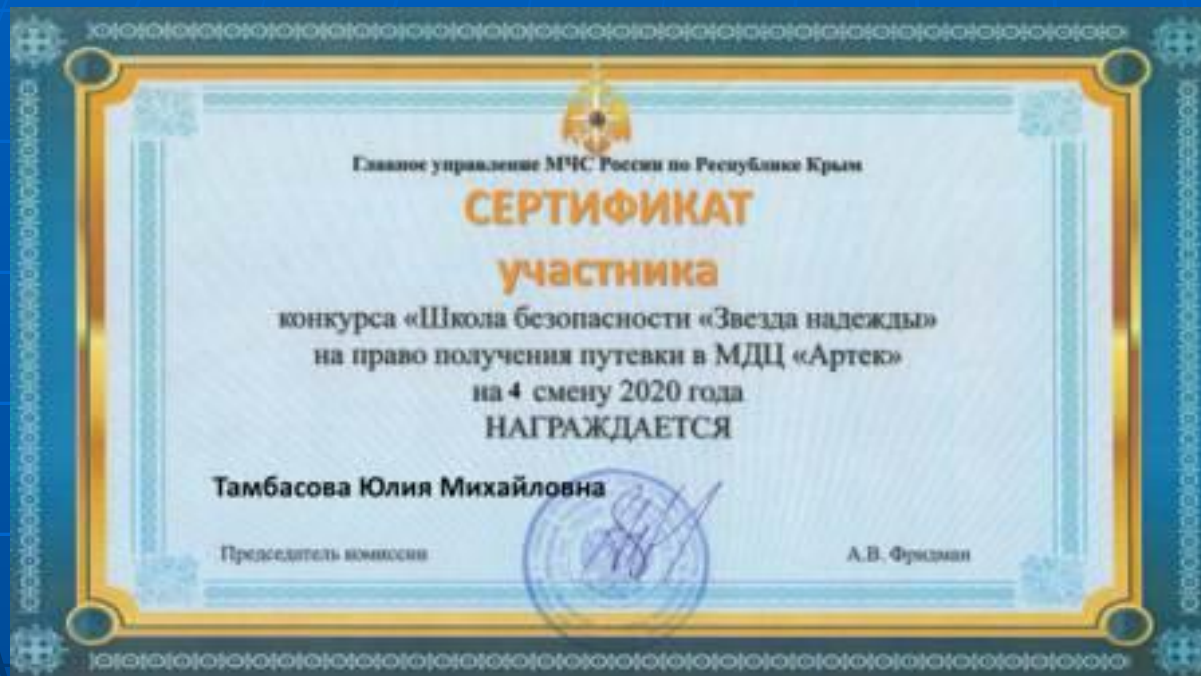 Главное управление МЧС России по Республике Крым
СЕРТИФИКАТ
участника
конкурса «Школа безопасности «Звезда надежды»
на право получения путевки в МДЦ «Артек»
на 4 смену 2020 года
НАГРАЖДАЕТСЯ
Тамбасова Юлия Михайловна
Председатель комиссии А.В. Фридман